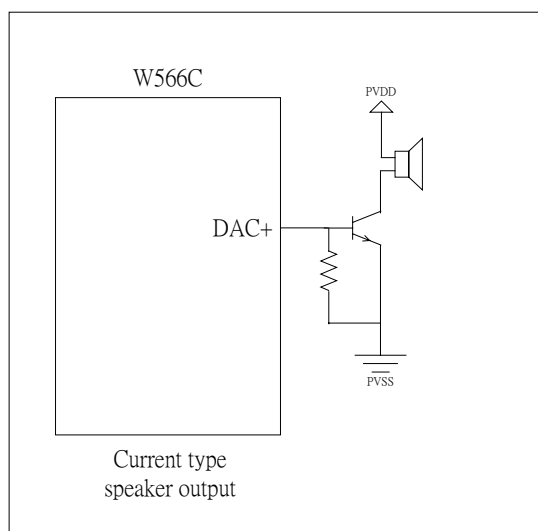 W566C
PVDD
DAC+
PVSS
Current type
speaker output